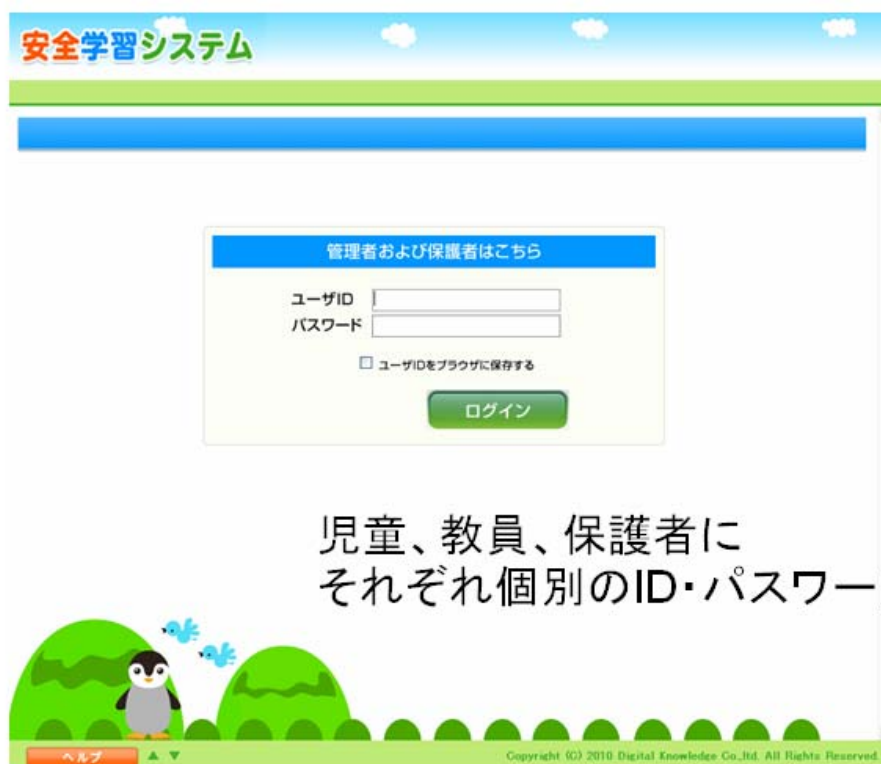 安全学習システム
管理者および保護者はこちら
ユーザID
パスワード
ユーザIDをブラウザに保存する
ログイン
児童、教員、保護者に
それぞれ個別のID・パスワー
ヘルプ ▲ ▼
Copyright (C) 2010 Digital Knowledge Co.,ltd. All Rights Reserved.